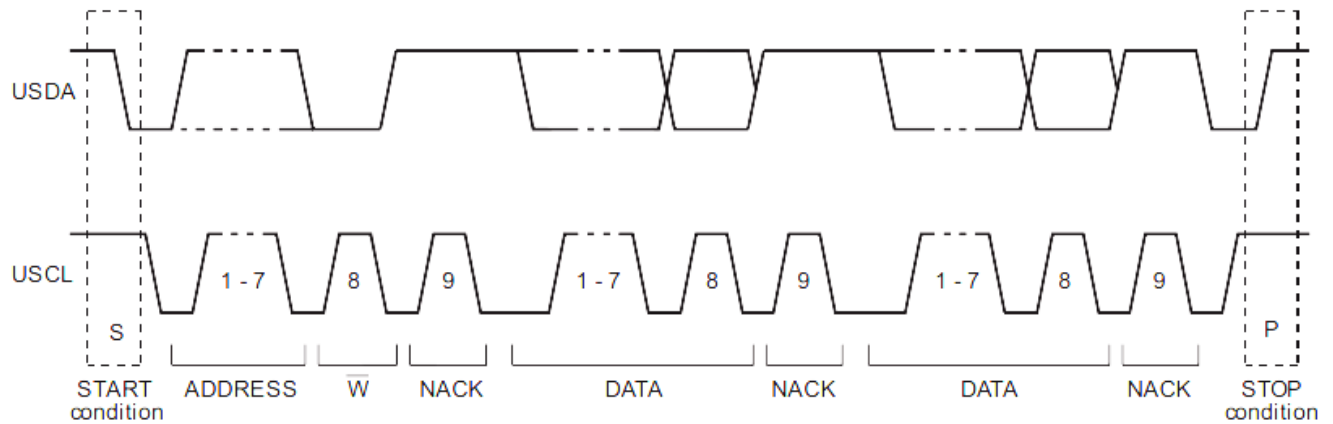 USDA
USCL
1 - 7
8
9
1 - 7
8
9
1 - 7
8
9
S
P
START
condition
ADDRESS
W̅
NACK
DATA
NACK
DATA
NACK
STOP
condition